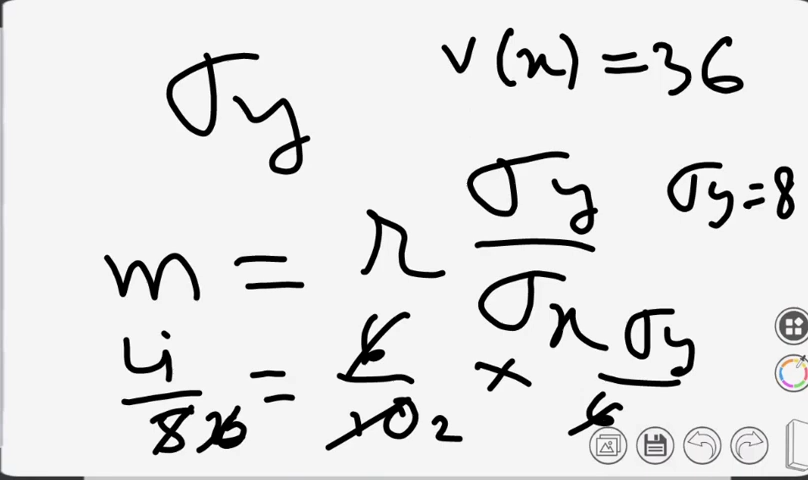 σy
v(x) = 36
σy = 8
m = r σy / σx
4 / 8 = 6 / 10 2 × σy / 6